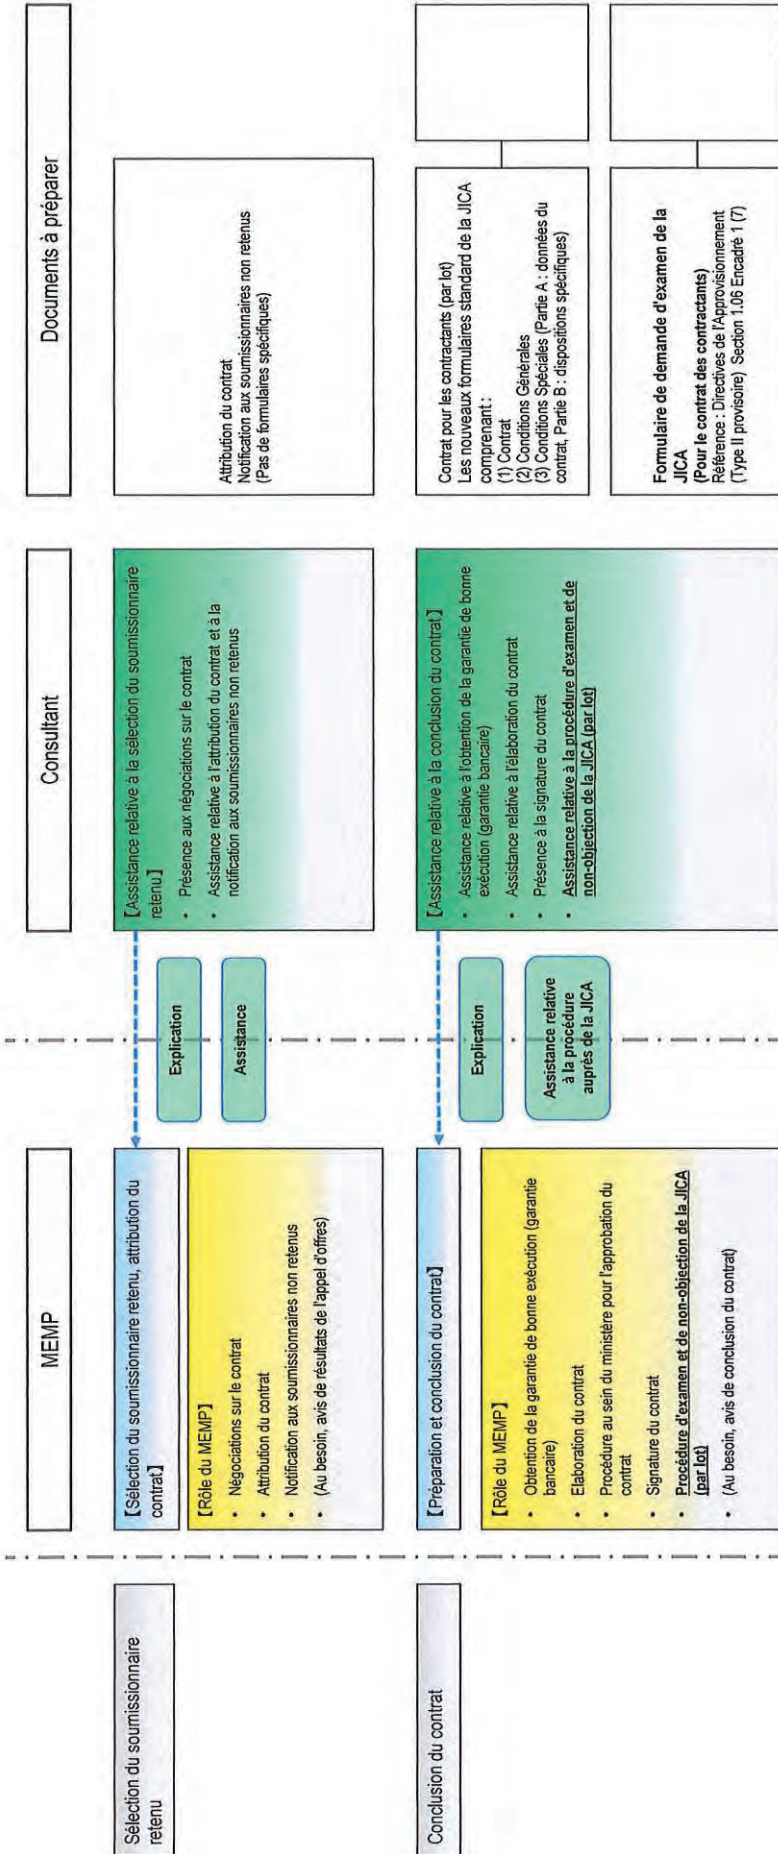 MEMP
Consultant
Documents à préparer
Sélection du soumissionnaire
retenu
【Sélection du soumissionnaire retenu, attribution du
contrat】
【Rôle du MEMP】
• Négociations sur le contrat
• Attribution du contrat
• Notification aux soumissionnaires non retenus
• (Au besoin, avis de résultats de l'appel d'offres)
Explication
Assistance
【Assistance relative à la sélection du soumissionnaire
retenu】
• Présence aux négociations sur le contrat
• Assistance relative à l'attribution du contrat et à la
notification aux soumissionnaires non retenus
Attribution du contrat
Notification aux soumissionnaires non retenus
(Pas de formulaires spécifiques)
Conclusion du contrat
【Préparation et conclusion du contrat】
【Rôle du MEMP】
• Obtention de la garantie de bonne exécution (garantie
bancaire)
• Elaboration du contrat
• Procédure au sein du ministère pour l'approbation du
contrat
• Signature du contrat
• Procédure d'examen et de non-objection de la JICA
(par lot)
• (Au besoin, avis de conclusion du contrat)
Explication
Assistance relative
à la procédure
auprès de la JICA
【Assistance relative à la conclusion du contrat】
• Assistance relative à l'obtention de la garantie de bonne
exécution (garantie bancaire)
• Assistance relative à l'élaboration du contrat
• Présence à la signature du contrat
• Assistance relative à la procédure d'examen et de
non-objection de la JICA (par lot)
Contrat pour les contractants (par lot)
Les nouveaux formulaires standard de la JICA
comprenant :
(1) Contrat
(2) Conditions Générales
(3) Conditions Spéciales (Partie A : données du
contrat, Partie B : dispositions spécifiques)
Formulaire de demande d'examen de la
JICA
(Pour le contrat des contractants)
Référence : Directives de l'Approvisionnement
(Type II provisoire) Section 1.06 Encadré 1 (7)